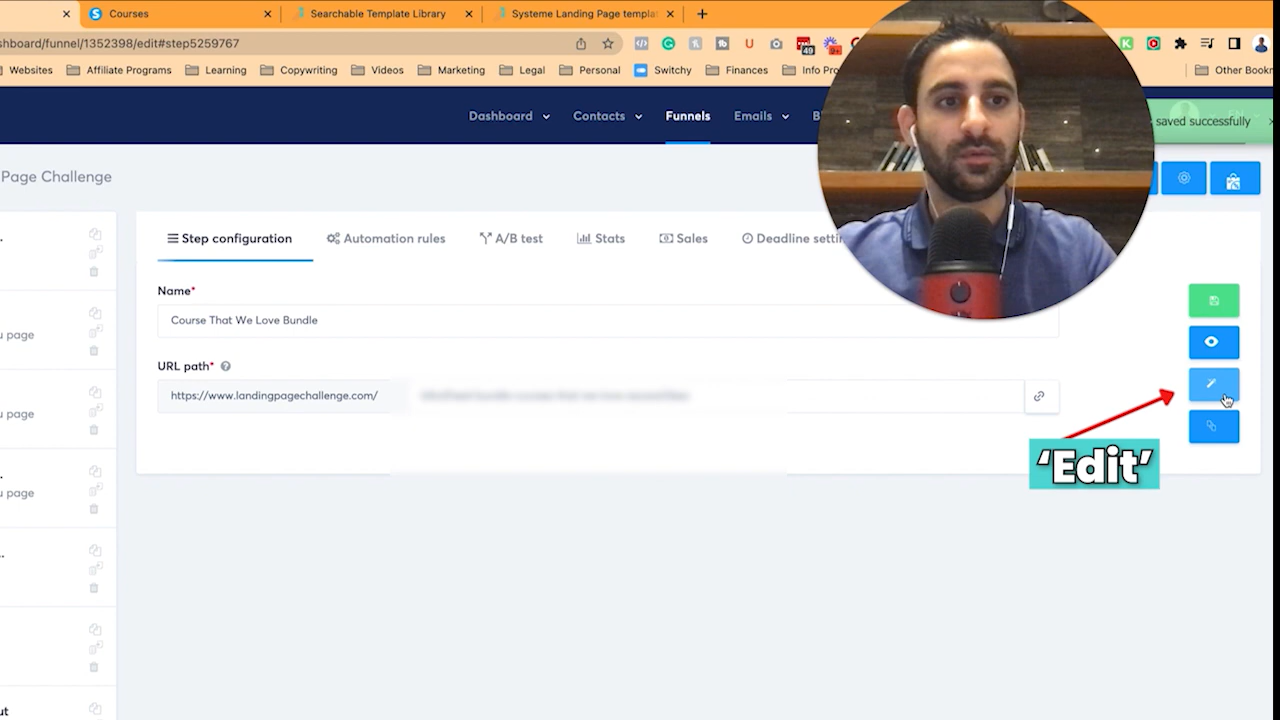 Courses
Searchable Template Library
Systeme Landing Page templat
shboard/funnel/1352398/edit#step5259767
49
9+
Websites
Affiliate Programs
Learning
Copywriting
Videos
Marketing
Legal
Personal
Switchy
Finances
Info Pro
Other Bookm
Dashboard
Contacts
Funnels
Emails
saved successfully
Page Challenge
Step configuration
Automation rules
A/B test
Stats
Sales
Deadline setti
Name*
Course That We Love Bundle
URL path*
https://www.landingpagechallenge.com/
'Edit'
u page
u page
u page
ut